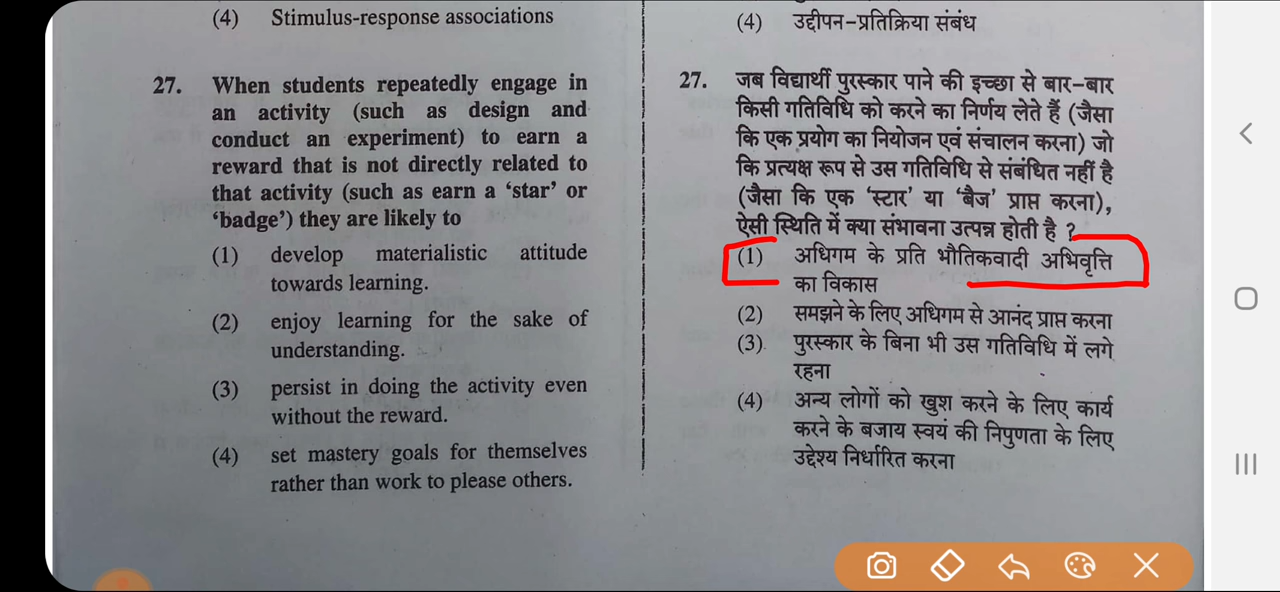 (4) Stimulus-response associations
27. When students repeatedly engage in
an activity (such as design and
conduct an experiment) to earn a
reward that is not directly related to
that activity (such as earn a ‘star’ or
‘badge’) they are likely to
(1) develop materialistic attitude
towards learning.
(2) enjoy learning for the sake of
understanding.
(3) persist in doing the activity even
without the reward.
(4) set mastery goals for themselves
rather than work to please others.
(4) उद्दीपन-प्रतिक्रिया संबंध
27. जब विद्यार्थी पुरस्कार पाने की इच्छा से बार-बार
किसी गतिविधि को करने का निर्णय लेते हैं (जैसा
कि एक प्रयोग का नियोजन एवं संचालन करना) जो
कि प्रत्यक्ष रूप से उस गतिविधि से संबंधित नहीं है
(जैसा कि एक ‘स्टार’ या ‘बैज’ प्राप्त करना),
ऐसी स्थिति में क्या संभावना उत्पन्न होती है ?
(1) अधिगम के प्रति भौतिकवादी अभिवृत्ति
का विकास
(2) समझने के लिए अधिगम से आनंद प्राप्त करना
(3) पुरस्कार के बिना भी उस गतिविधि में लगे
रहना
(4) अन्य लोगों को खुश करने के लिए कार्य
करने के बजाय स्वयं की निपुणता के लिए
उद्देश्य निर्धारित करना